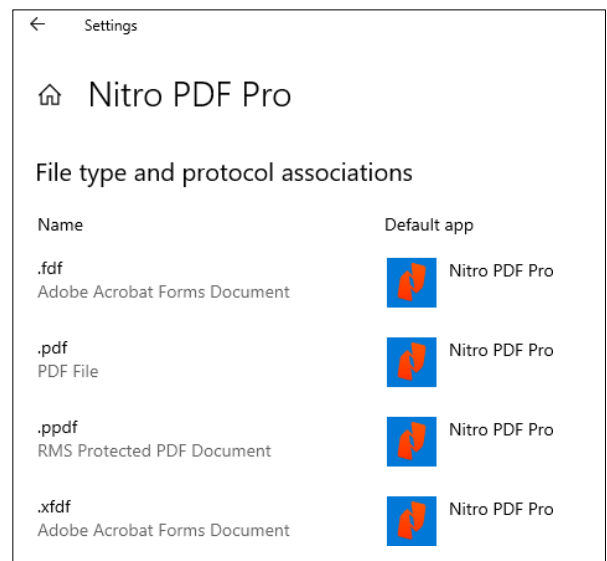 Settings
Nitro PDF Pro
File type and protocol associations
Name Default app
.fdf Nitro PDF Pro
Adobe Acrobat Forms Document
.pdf Nitro PDF Pro
PDF File
.ppdf Nitro PDF Pro
RMS Protected PDF Document
.xfdf Nitro PDF Pro
Adobe Acrobat Forms Document